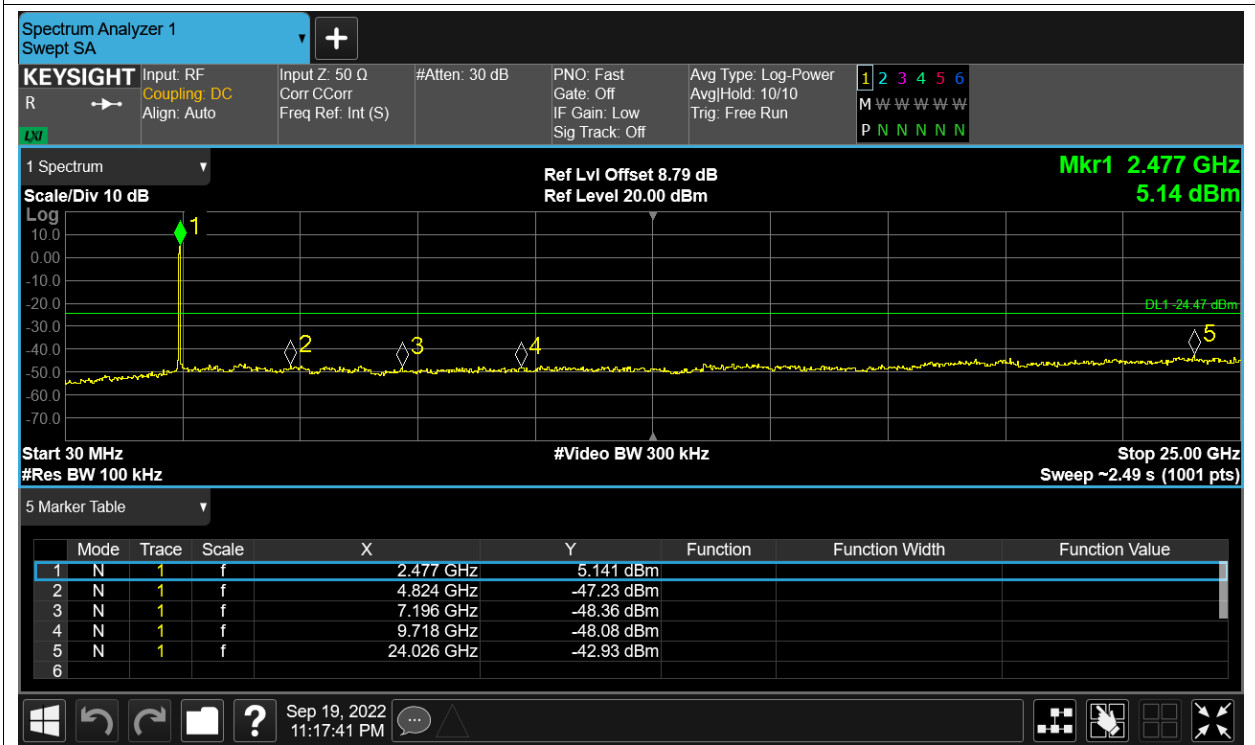 Spectrum Analyzer 1
Swept SA
KEYSIGHT Input: RF Input Z: 50 Ω #Atten: 30 dB PNO: Fast Avg Type: Log-Power 1 2 3 4 5 6
R Coupling: DC Corr CCorr Gate: Off Avg|Hold: 10/10 M W W W W W
Align: Auto Freq Ref: Int (S) IF Gain: Low Trig: Free Run
LXI Sig Track: Off P N N N N N
1 Spectrum Ref Lvl Offset 8.79 dB Mkr1 2.477 GHz
Scale/Div 10 dB Ref Level 20.00 dBm 5.14 dBm
Log
1
10.0
0.00
-10.0
-20.0 DL1 -24.47 dBm
-30.0
2 3 4 5
-40.0
-50.0
-60.0
-70.0
Start 30 MHz #Video BW 300 kHz Stop 25.00 GHz
#Res BW 100 kHz Sweep ~2.49 s (1001 pts)
5 Marker Table
Mode Trace Scale X Y Function Function Width Function Value
1 N 1 f 2.477 GHz 5.141 dBm
2 N 1 f 4.824 GHz -47.23 dBm
3 N 1 f 7.196 GHz -48.36 dBm
4 N 1 f 9.718 GHz -48.08 dBm
5 N 1 f 24.026 GHz -42.93 dBm
6
? Sep 19, 2022
11:17:41 PM